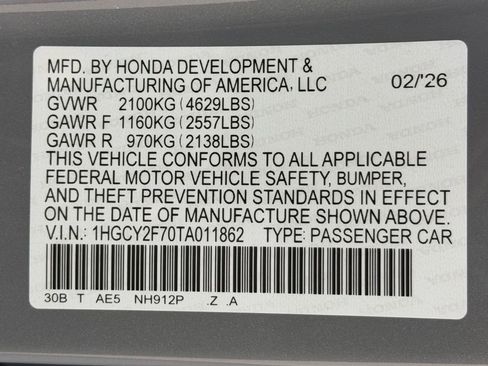 MFD. BY HONDA DEVELOPMENT &
MANUFACTURING OF AMERICA, LLC 02/'26
GVWR 2100KG (4629LBS)
GAWR F 1160KG (2557LBS)
GAWR R 970KG (2138LBS)
THIS VEHICLE CONFORMS TO ALL APPLICABLE
FEDERAL MOTOR VEHICLE SAFETY, BUMPER,
AND THEFT PREVENTION STANDARDS IN EFFECT
ON THE DATE OF MANUFACTURE SHOWN ABOVE.
V.I.N.: 1HGCY2F70TA011862 TYPE: PASSENGER CAR
30B T AE5 NH912P .Z .A